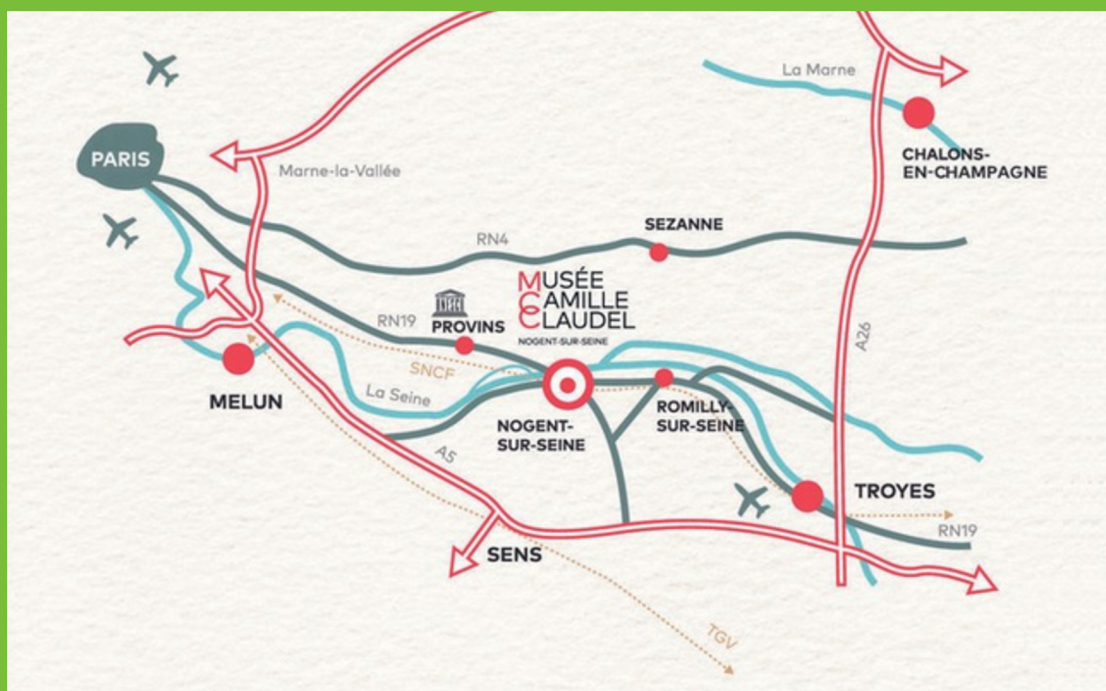 La Marne
PARIS
CHALONS-
EN-CHAMPAGNE
Marne-la-Vallée
SEZANNE
RN4
MUSÉE
CAMILLE
CLAUDEL
NOGENT-SUR-SEINE
UNESCO
RN19
PROVINS
A26
SNCF
La Seine
MELUN
ROMILLY-
SUR-SEINE
NOGENT-
SUR-SEINE
A5
TROYES
RN19
SENS
TGV